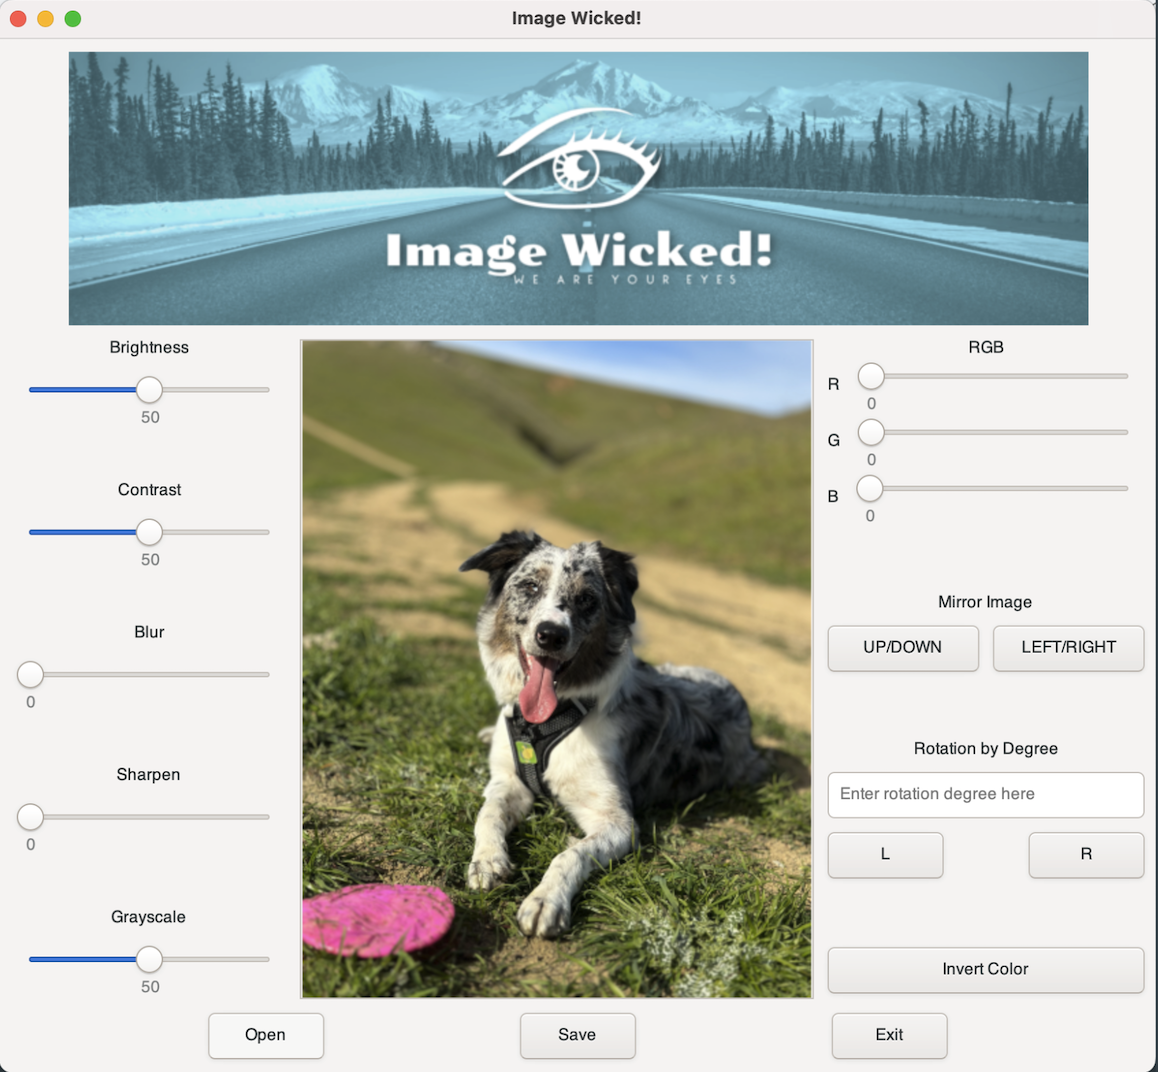 Image Wicked!
Image Wicked!
WE ARE YOUR EYES
Brightness
50
Contrast
50
Blur
0
Sharpen
0
Grayscale
50
RGB
R
0
G
0
B
0
Mirror Image
UP/DOWN LEFT/RIGHT
Rotation by Degree
Enter rotation degree here
L R
Invert Color
Open Save Exit